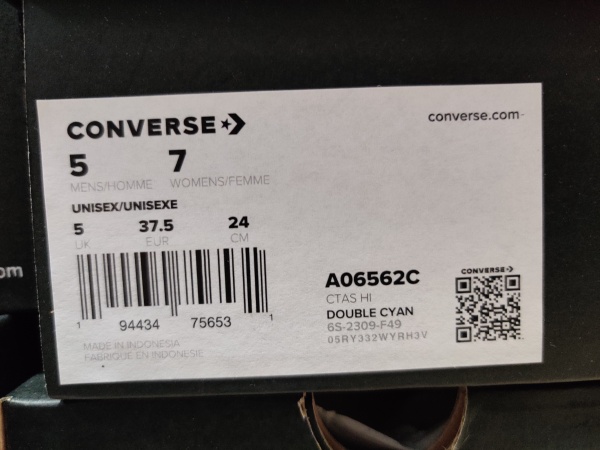 CONVERSE
converse.com
5 7
MENS/HOMME WOMENS/FEMME
UNISEX/UNISEXE
5 37.5 24
UK EUR CM
1 94434 75653 1
MADE IN INDONESIA
FABRIQUE EN INDONESIE
A06562C
CTAS HI
DOUBLE CYAN
6S-2309-F49
05RY332WYRH3V
CONVERSE
om